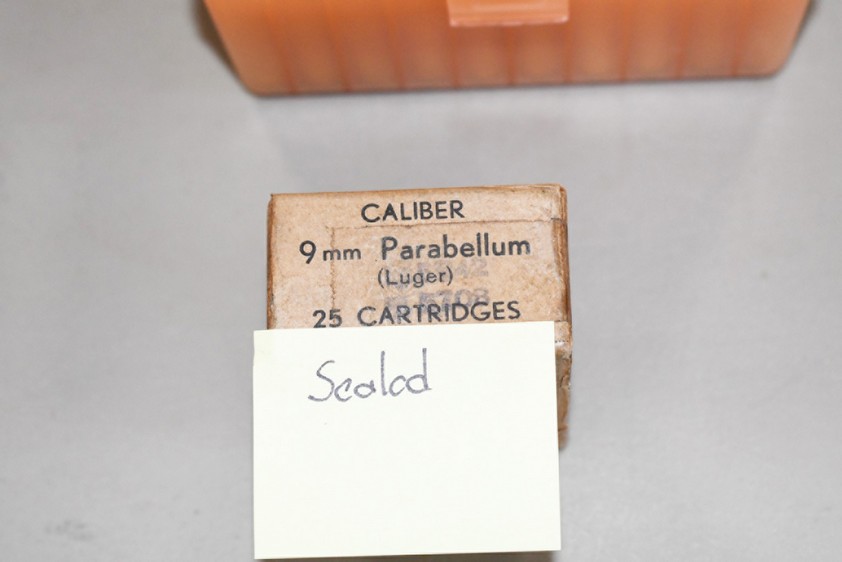 CALIBER
9mm Parabellum
(Luger)
25 CARTRIDGES
Sealed